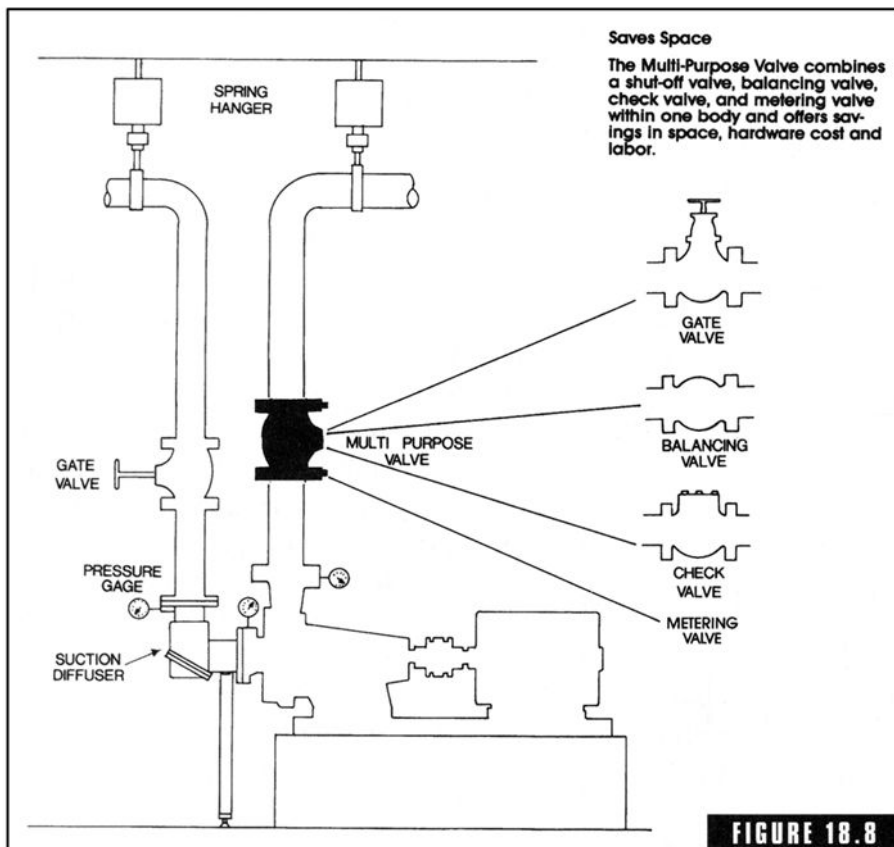 Saves Space
The Multi-Purpose Valve combines
a shut-off valve, balancing valve,
check valve, and metering valve
within one body and offers sav-
ings in space, hardware cost and
labor.
SPRING
HANGER
GATE
VALVE
BALANCING
VALVE
MULTI PURPOSE
VALVE
GATE
VALVE
CHECK
VALVE
PRESSURE
GAGE
METERING
VALVE
SUCTION
DIFFUSER
FIGURE 18.8